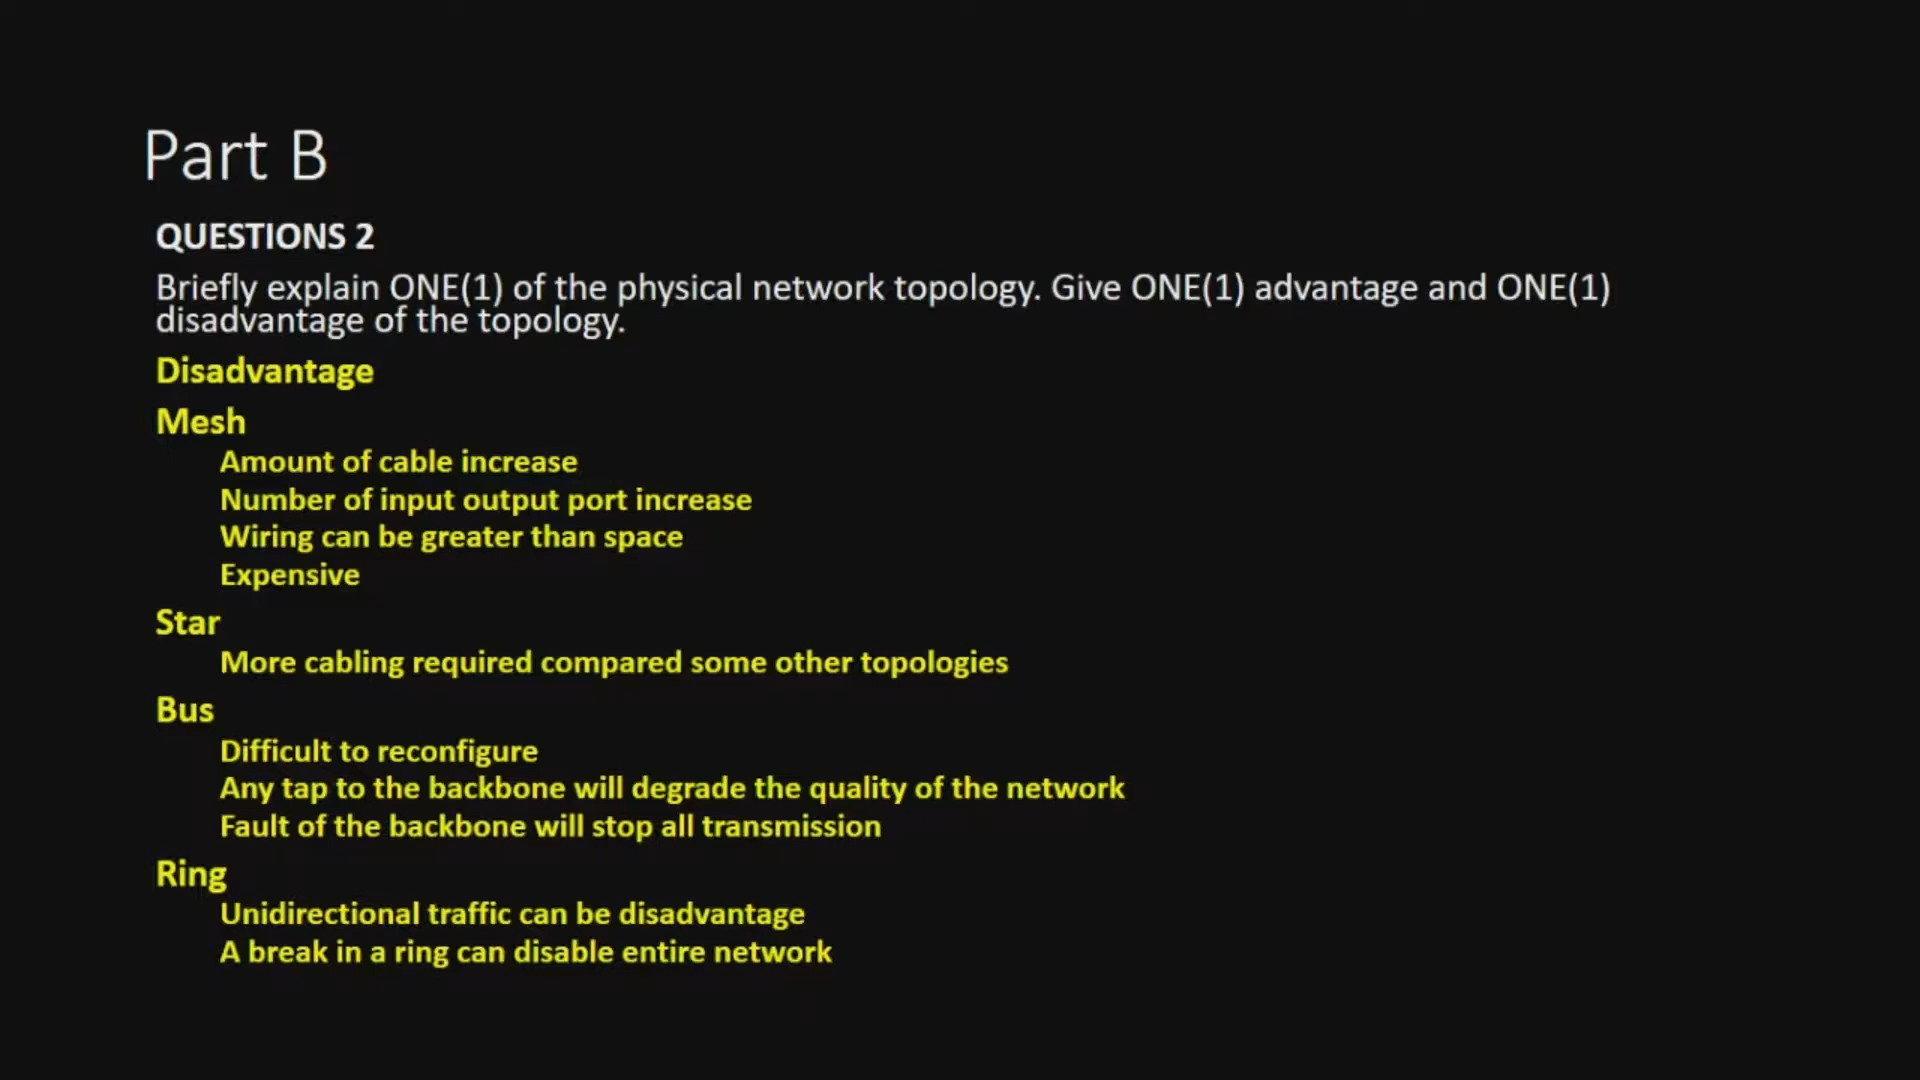 Part B
QUESTIONS 2
Briefly explain ONE(1) of the physical network topology. Give ONE(1) advantage and ONE(1)
disadvantage of the topology.
Disadvantage
Mesh
Amount of cable increase
Number of input output port increase
Wiring can be greater than space
Expensive
Star
More cabling required compared some other topologies
Bus
Difficult to reconfigure
Any tap to the backbone will degrade the quality of the network
Fault of the backbone will stop all transmission
Ring
Unidirectional traffic can be disadvantage
A break in a ring can disable entire network